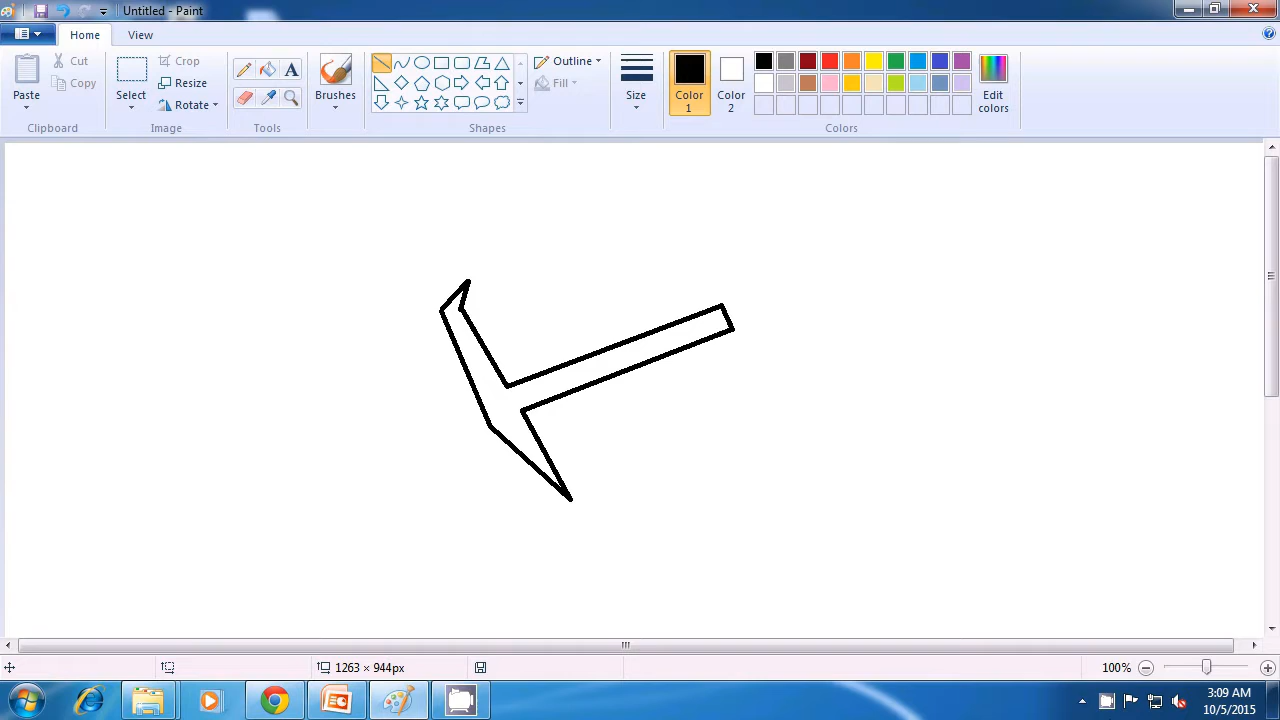 Untitled - Paint
Home View
Paste
Cut
Copy
Clipboard
Select
Crop
Resize
Rotate
Image
A
Tools
Brushes
Shapes
Outline
Fill
Size
Color 1
Color 2
Edit colors
Colors
1263 × 944px
100%
3:09 AM
10/5/2015